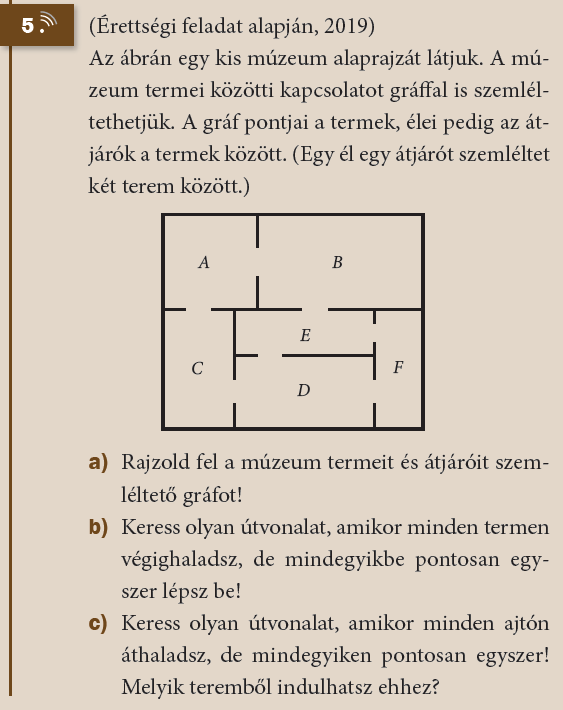 5.
(Érettségi feladat alapján, 2019)
Az ábrán egy kis múzeum alaprajzát látjuk. A mú-
zeum termei közötti kapcsolatot gráffal is szemlél-
tethetjük. A gráf pontjai a termek, élei pedig az át-
járók a termek között. (Egy él egy átjárót szemléltet
két terem között.)
A B
E
C F
D
a) Rajzold fel a múzeum termeit és átjáróit szem-
léltető gráfot!
b) Keress olyan útvonalat, amikor minden termen
végighaladsz, de mindegyikbe pontosan egy-
szer lépsz be!
c) Keress olyan útvonalat, amikor minden ajtón
áthaladsz, de mindegyiken pontosan egyszer!
Melyik teremből indulhatsz ehhez?